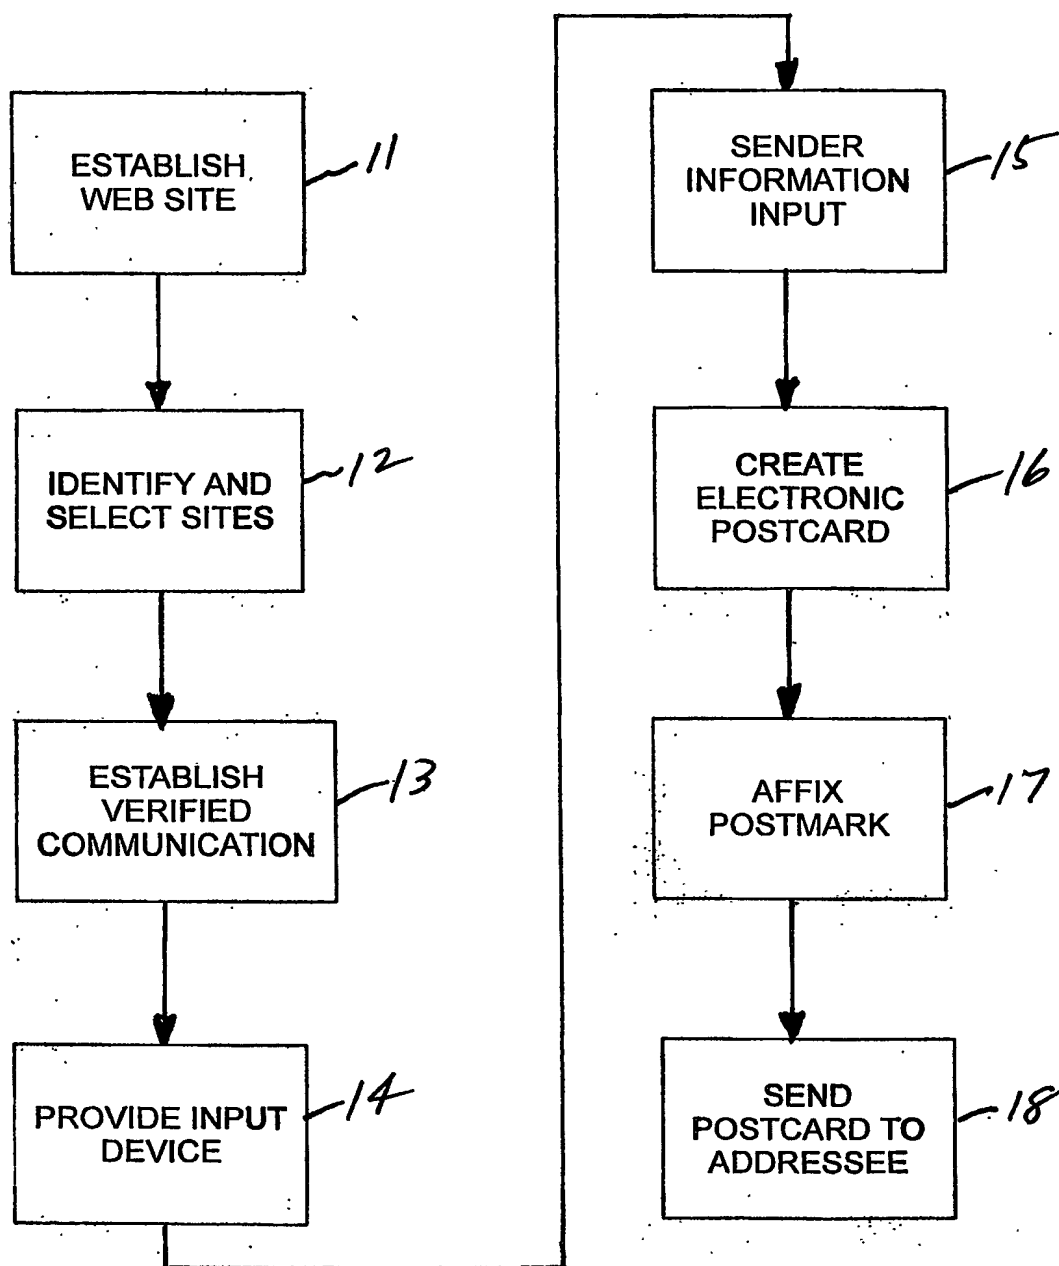 ESTABLISH
WEB SITE
11
IDENTIFY AND
SELECT SITES
12
ESTABLISH
VERIFIED
COMMUNICATION
13
PROVIDE INPUT
DEVICE
14
SENDER
INFORMATION
INPUT
15
CREATE
ELECTRONIC
POSTCARD
16
AFFIX
POSTMARK
17
SEND
POSTCARD TO
ADDRESSEE
18